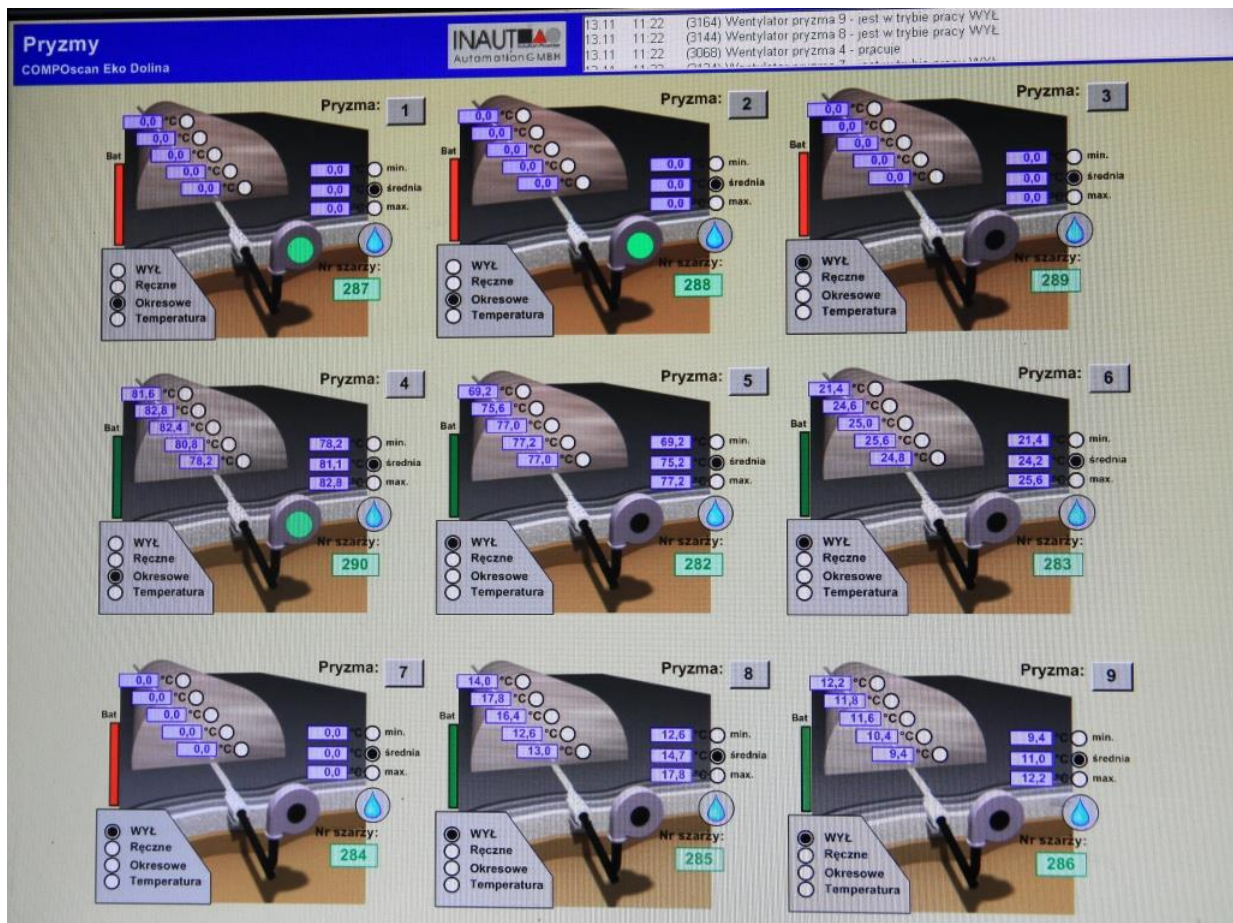 Pryzmy
COMPOscan Eko Dolina
INAUT
Automation GMBH
13.11 11:22 (3164) Wentylator pryzma 9 - jest w trybie pracy WYŁ
13.11 11:22 (3144) Wentylator pryzma 8 - jest w trybie pracy WYŁ
13.11 11:22 (3068) Wentylator pryzma 4 - pracuje
Pryzma: 1
0,0 °C
0,0 °C
0,0 °C
0,0 °C
0,0 °C
Bat
0,0 °C min.
0,0 °C średnia
0,0 °C max.
WYŁ
Ręczne
Okresowe
Temperatura
Nr szarzy:
287
Pryzma: 2
0,0 °C
0,0 °C
0,0 °C
0,0 °C
0,0 °C
Bat
0,0 °C min.
0,0 °C średnia
0,0 °C max.
WYŁ
Ręczne
Okresowe
Temperatura
Nr szarzy:
288
Pryzma: 3
0,0 °C
0,0 °C
0,0 °C
0,0 °C
0,0 °C
Bat
0,0 °C min.
0,0 °C średnia
0,0 °C max.
WYŁ
Ręczne
Okresowe
Temperatura
Nr szarzy:
289
Pryzma: 4
81,6 °C
82,8 °C
82,4 °C
80,8 °C
78,2 °C
Bat
78,2 °C min.
81,1 °C średnia
82,8 °C max.
WYŁ
Ręczne
Okresowe
Temperatura
Nr szarzy:
290
Pryzma: 5
69,2 °C
75,6 °C
77,0 °C
77,2 °C
77,0 °C
Bat
69,2 °C min.
75,2 °C średnia
77,2 °C max.
WYŁ
Ręczne
Okresowe
Temperatura
Nr szarzy:
282
Pryzma: 6
21,4 °C
24,6 °C
25,0 °C
25,6 °C
24,8 °C
Bat
21,4 °C min.
24,2 °C średnia
25,6 °C max.
WYŁ
Ręczne
Okresowe
Temperatura
Nr szarzy:
283
Pryzma: 7
0,0 °C
0,0 °C
0,0 °C
0,0 °C
0,0 °C
Bat
0,0 °C min.
0,0 °C średnia
0,0 °C max.
WYŁ
Ręczne
Okresowe
Temperatura
Nr szarzy:
284
Pryzma: 8
14,0 °C
17,8 °C
16,4 °C
12,6 °C
13,0 °C
Bat
12,6 °C min.
14,7 °C średnia
17,8 °C max.
WYŁ
Ręczne
Okresowe
Temperatura
Nr szarzy:
285
Pryzma: 9
12,2 °C
11,8 °C
11,6 °C
10,4 °C
9,4 °C
Bat
9,4 °C min.
11,0 °C średnia
12,2 °C max.
WYŁ
Ręczne
Okresowe
Temperatura
Nr szarzy:
286